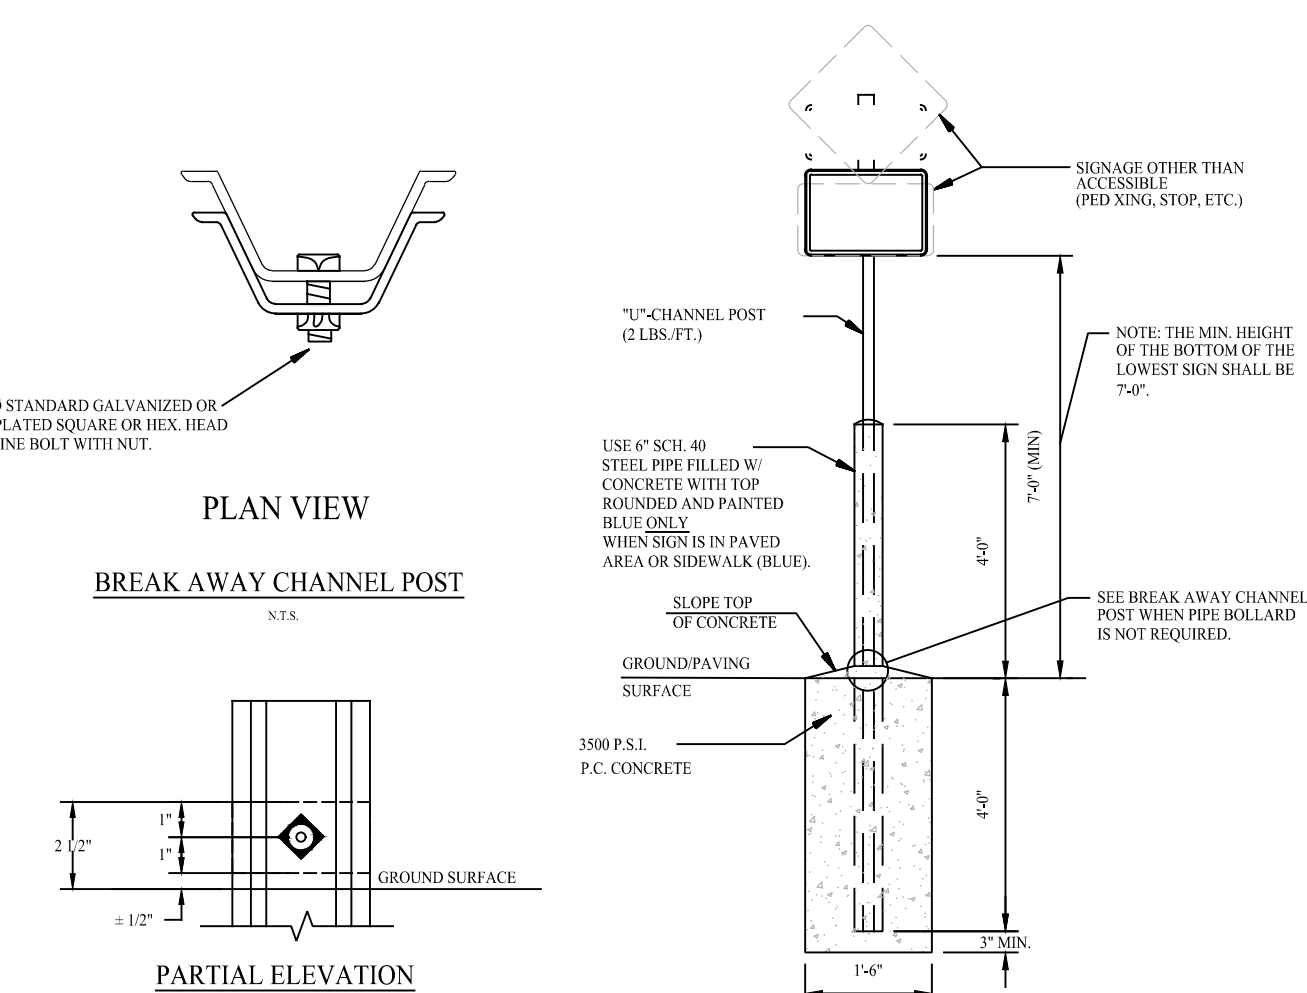 SIGNAGE OTHER THAN
ACCESSIBLE
(PED XING, STOP, ETC.)
"U"-CHANNEL POST
(2 LBS./FT.)
NOTE: THE MIN. HEIGHT
OF THE BOTTOM OF THE
LOWEST SIGN SHALL BE
7'-0".
STANDARD GALVANIZED OR
PLATED SQUARE OR HEX. HEAD
BOLT WITH NUT.
PLAN VIEW
BREAK AWAY CHANNEL POST
N.T.S.
USE 6" SCH. 40
STEEL PIPE FILLED W/
CONCRETE WITH TOP
ROUNDED AND PAINTED
BLUE ONLY
WHEN SIGN IS IN PAVED
AREA OR SIDEWALK (BLUE).
7'-0" (MIN)
4'-0"
SLOPE TOP
OF CONCRETE
SEE BREAK AWAY CHANNEL
POST WHEN PIPE BOLLARD
IS NOT REQUIRED.
GROUND/PAVING
SURFACE
3500 P.S.I.
P.C. CONCRETE
4'-0"
3" MIN.
1'-6"
1"
2 1/2"
1"
GROUND SURFACE
± 1/2"
PARTIAL ELEVATION